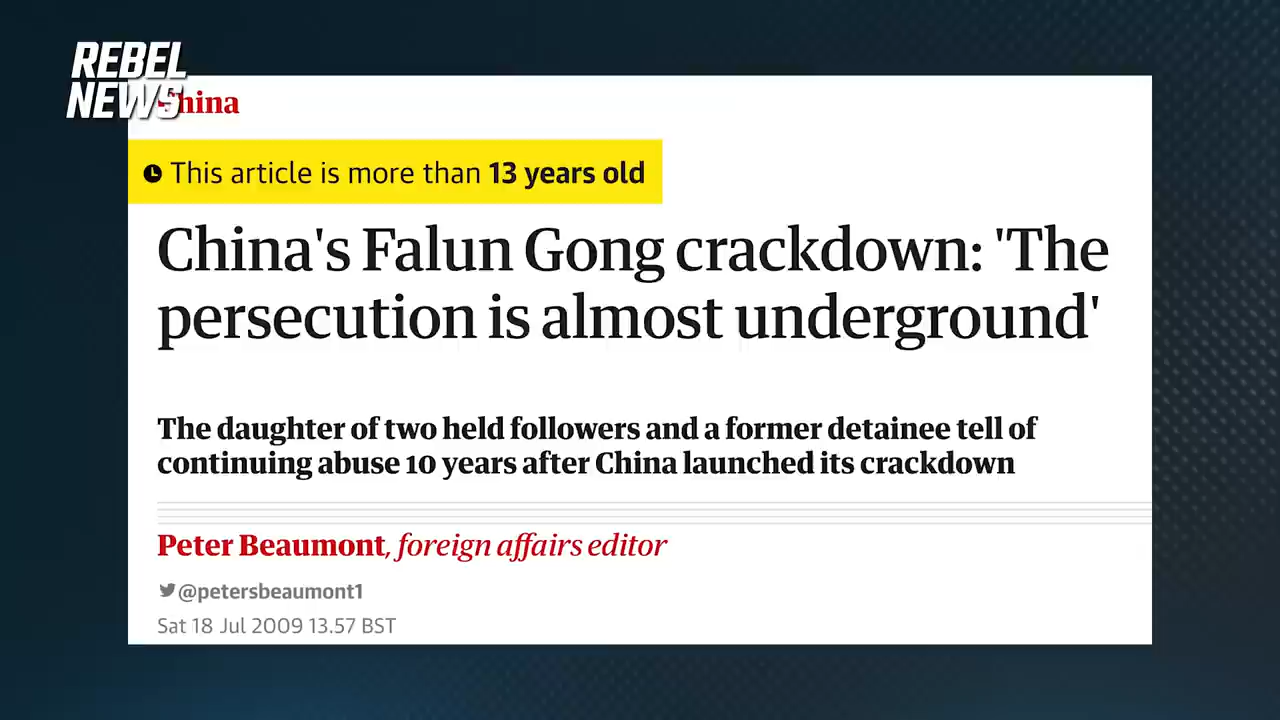 REBEL
NEWS
China
This article is more than 13 years old
China's Falun Gong crackdown: 'The
persecution is almost underground'
The daughter of two held followers and a former detainee tell of
continuing abuse 10 years after China launched its crackdown
Peter Beaumont, foreign affairs editor
@petersbeaumont1
Sat 18 Jul 2009 13.57 BST